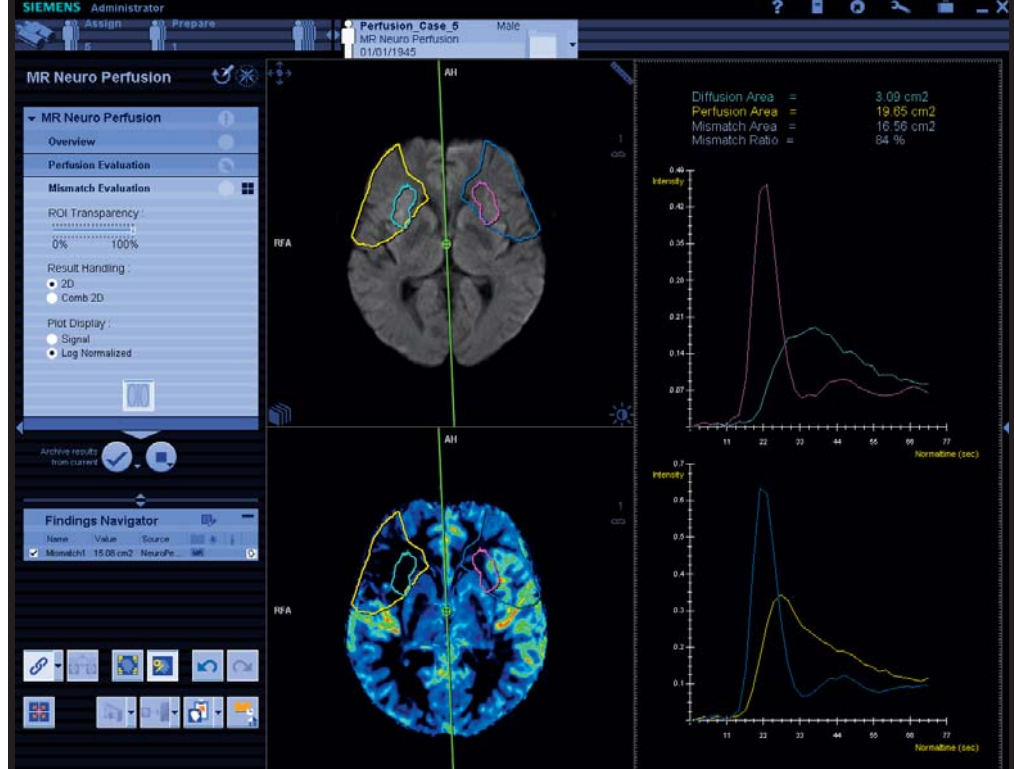 SIEMENS Administrator
Assign Prepare
5 1
Perfusion_Case_5 Male
MR Neuro Perfusion
01/01/1945
MR Neuro Perfusion
MR Neuro Perfusion
Overview
Perfusion Evaluation
Mismatch Evaluation
ROI Transparency :
0% 100%
Result Handling :
2D
Comb 2D
Plot Display :
Signal
Log Normalized
Archive results
from current
Findings Navigator
Name Value Source
Mismatch1 15.08 cm2 NeuroPe...
AH
1
RFA
AH
1
RFA
Diffusion Area = 3.09 cm2
Perfusion Area = 19.65 cm2
Mismatch Area = 16.56 cm2
Mismatch Ratio = 84 %
0.49
Intensity
0.42
0.35
0.28
0.21
0.14
0.07
11 22 33 44 55 66 77
Normaltime (sec)
0.7
Intensity
0.6
0.5
0.4
0.3
0.2
0.1
11 22 33 44 55 66 77
Normaltime (sec)